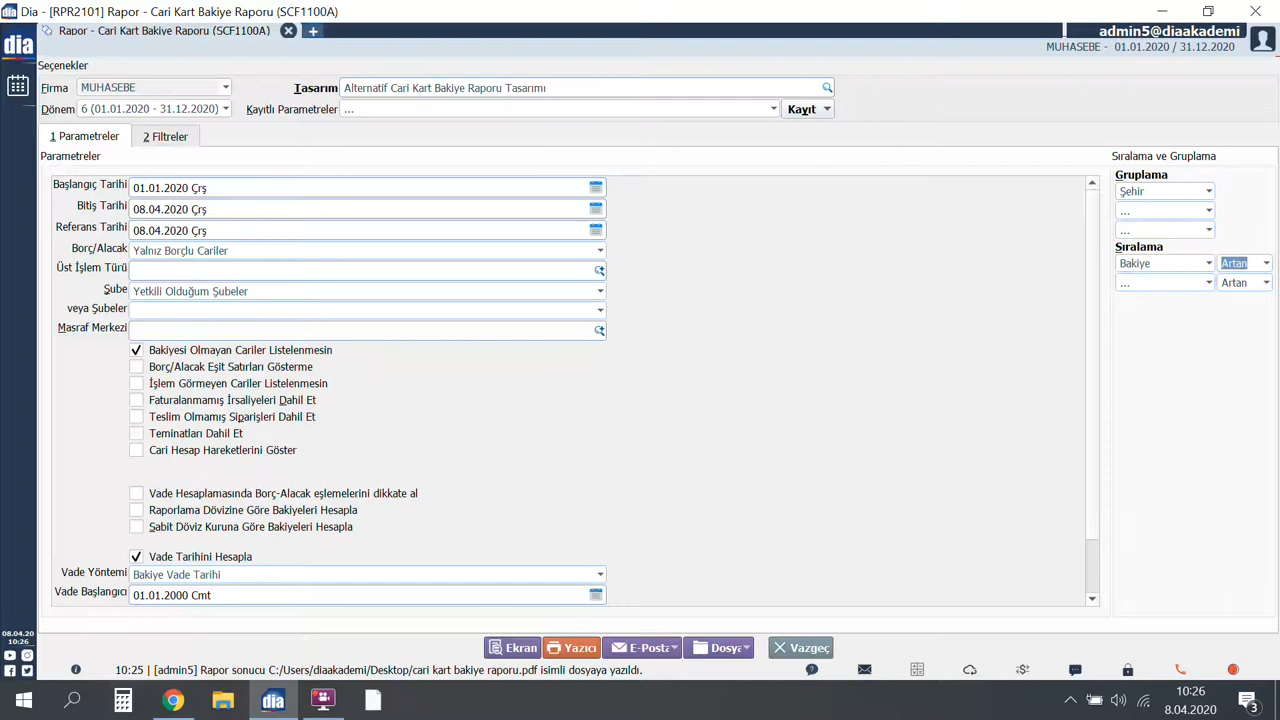 Dia - [RPR2101] Rapor - Cari Kart Bakiye Raporu (SCF1100A)
dia
Rapor - Cari Kart Bakiye Raporu (SCF1100A)
admin5@diaakademi
MUHASEBE - 01.01.2020 / 31.12.2020
Seçenekler
Firma MUHASEBE Tasarım Alternatif Cari Kart Bakiye Raporu Tasarımı
Dönem 6 (01.01.2020 - 31.12.2020) Kayıtlı Parametreler ... Kayıt
1 Parametreler 2 Filtreler
Parametreler
Başlangıç Tarihi 01.01.2020 Çrş
Bitiş Tarihi 08.04.2020 Çrş
Referans Tarihi 08.04.2020 Çrş
Borç/Alacak Yalnız Borçlu Cariler
Üst İşlem Türü
Şube Yetkili Olduğum Şubeler
veya Şubeler
Masraf Merkezi
Bakiyesi Olmayan Cariler Listelenmesin
Borç/Alacak Eşit Satırları Gösterme
İşlem Görmeyen Cariler Listelenmesin
Faturalanmamış İrsaliyeleri Dahil Et
Teslim Olmamış Siparişleri Dahil Et
Teminatları Dahil Et
Cari Hesap Hareketlerini Göster
Vade Hesaplamasında Borç-Alacak eşlemelerini dikkate al
Raporlama Dövizine Göre Bakiyeleri Hesapla
Sabit Döviz Kuruna Göre Bakiyeleri Hesapla
Vade Tarihini Hesapla
Vade Yöntemi Bakiye Vade Tarihi
Vade Başlangıcı 01.01.2000 Cmt
Sıralama ve Gruplama
Gruplama
Şehir
...
...
Sıralama
Bakiye Artan
... Artan
Ekran Yazıcı E-Posta Dosya Vazgeç
08.04.20
10:26
10:25 | [admin5] Rapor sonucu C:/Users/diaakademi/Desktop/cari kart bakiye raporu.pdf isimli dosyaya yazıldı.
dia
10:26
8.04.2020
3